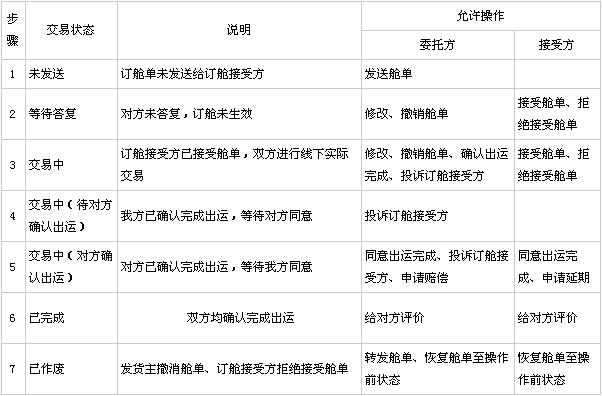 步骤 交易状态 说明 允许操作
委托方 接受方
1 未发送 订舱单未发送给订舱接受方 发送舱单
2 等待答复 对方未答复，订舱未生效 修改、撤销舱单 接受舱单、拒
绝接受舱单
3 交易中 订舱接受方已接受舱单，双方进行线下实际
交易 修改、撤销舱单、确认出运
完成、投诉订舱接受方 接受舱单、拒
绝接受舱单
4 交易中（待对方
确认出运） 我方已确认完成出运，等待对方同意 投诉订舱接受方
5 交易中（对方确
认出运） 对方已确认完成出运，等待我方同意 同意出运完成、投诉订舱接
受方、申请赔偿 同意出运完
成、申请延期
6 已完成 双方均确认完成出运 给对方评价 给对方评价
7 已作废 发货主撤消舱单、订舱接受方拒绝接受舱单 转发舱单、恢复舱单至操作
前状态 恢复舱单至操
作前状态